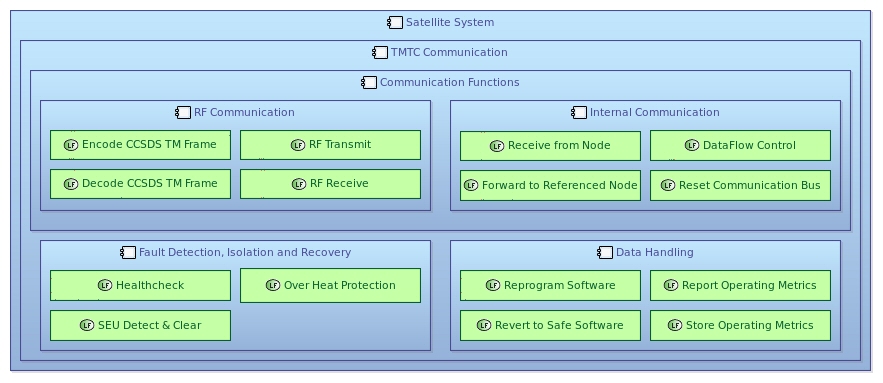 Satellite System
TMTC Communication
Communication Functions
RF Communication
LF Encode CCSDS TM Frame
LF RF Transmit
LF Decode CCSDS TM Frame
LF RF Receive
Internal Communication
LF Receive from Node
LF DataFlow Control
LF Forward to Referenced Node
LF Reset Communication Bus
Fault Detection, Isolation and Recovery
LF Healthcheck
LF Over Heat Protection
LF SEU Detect & Clear
Data Handling
LF Reprogram Software
LF Report Operating Metrics
LF Revert to Safe Software
LF Store Operating Metrics